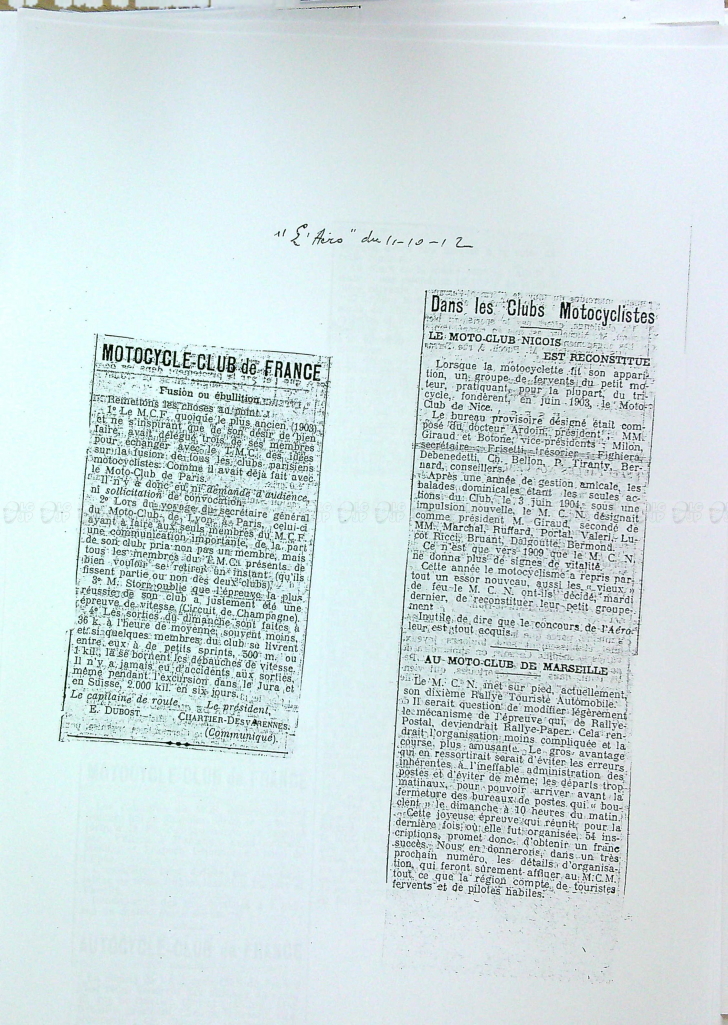 "L'Aéro" du 11-10-12
MOTOCYCLE-CLUB de FRANCE
Fusion ou ébullition
Remettons les choses au point.
1° Le M.C.F. quoique le plus ancien (1903)
et ne s'inspirant que de son désir de bien
faire, avait délégué trois de ses membres
pour échanger avec le T.M.C. des idées
sur la fusion de tous les clubs parisiens
motocyclistes. Comme il avait déjà fait avec
le Moto-Club de Paris.
Il n'y a donc eu ni demande d'audience,
ni sollicitation de convocation.
2° Lors du voyage du secrétaire général
du Moto-Club de Lyon à Paris, celui-ci
ayant à faire aux seuls membres du M.C.F.
une communication importante, de la part
de son club, pria non pas un membre, mais
tous les membres du T.M.C. présents de
bien vouloir se retirer un instant (qu'ils
fissent partie ou non des deux clubs).
3° M. Storn oublie que l'épreuve la plus
réussie de son club a justement été une
épreuve de vitesse (Circuit de Champagne).
4° Les sorties du dimanche sont faites à
36 k. à l'heure de moyenne, souvent moins,
et si quelques membres du club se livrent
entre eux à de petits sprints, 500 m. ou
1 kil., là se bornent les débauches de vitesse.
Il n'y a jamais eu d'accidents aux sorties,
même pendant l'excursion dans le Jura et
en Suisse, 2.000 kil. en six jours.
Le capitaine de route, Le président,
E. DUBOST. CHARTIER-DESVARENNES.
(Communiqué).
Dans les Clubs Motocyclistes
LE MOTO-CLUB NICOIS
EST RECONSTITUE
Lorsque la motocyclette fit son appari-
tion, un groupe de fervents du petit mo-
teur, pratiquant, pour la plupart, du tri-
cycle, fondèrent, en juin 1903, le Moto-
Club de Nice.
Le bureau provisoire désigné était com-
posé du docteur Ardoin, président; MM.
Giraud et Botone, vice-présidents; Milon,
secrétaire; Frisetti, trésorier; Fighiera,
Debenedetti, Ch. Bellon, P. Tiranty, Ber-
nard, conseillers.
Après une année de gestion amicale, les
balades dominicales étant les seules ac-
tions du Club, le 3 juin 1904, sous une
impulsion nouvelle, le M. C. N. désignait
comme président M. Giraud, secondé de
MM. Marchal, Ruffard, Portal, Valeri, Lu-
cot Ricci, Bruant, Dalgoutte, Bermond.
Ce n'est que vers 1909 que le M. C. N.
ne donna plus de signes de vitalité.
Cette année le motocyclisme a repris par-
tout un essor nouveau, aussi les « vieux »
de feu le M. C. N. ont-ils décidé, mardi
dernier, de reconstituer leur petit groupe-
ment.
Inutile de dire que le concours de l'Aéro
leur est tout acquis.
AU MOTO-CLUB DE MARSEILLE
Le M. C. N. met sur pied, actuellement,
son dixième Rallye Touriste Automobile.
Il serait question de modifier légèrement
le mécanisme de l'épreuve qui, de Rallye-
Postal, deviendrait Rallye-Paper. Cela ren-
drait l'organisation moins compliquée et la
course, plus amusante. Le gros avantage
qui en ressortirait serait d'éviter les erreurs
inhérentes à l'ineffable administration des
postes et d'éviter de même, les départs trop
matinaux, pour pouvoir arriver avant la
fermeture des bureaux de postes qui « bou-
clent » le dimanche à 10 heures du matin.
Cette joyeuse épreuve qui réunit, pour la
dernière fois où elle fut organisée, 54 ins-
criptions, promet donc d'obtenir un franc
succès. Nous en donnerons, dans un très
prochain numéro, les détails d'organisa-
tion, qui feront sûrement affluer au M.C.M.
tout ce que la région compte de touristes
fervents et de pilotes habiles.